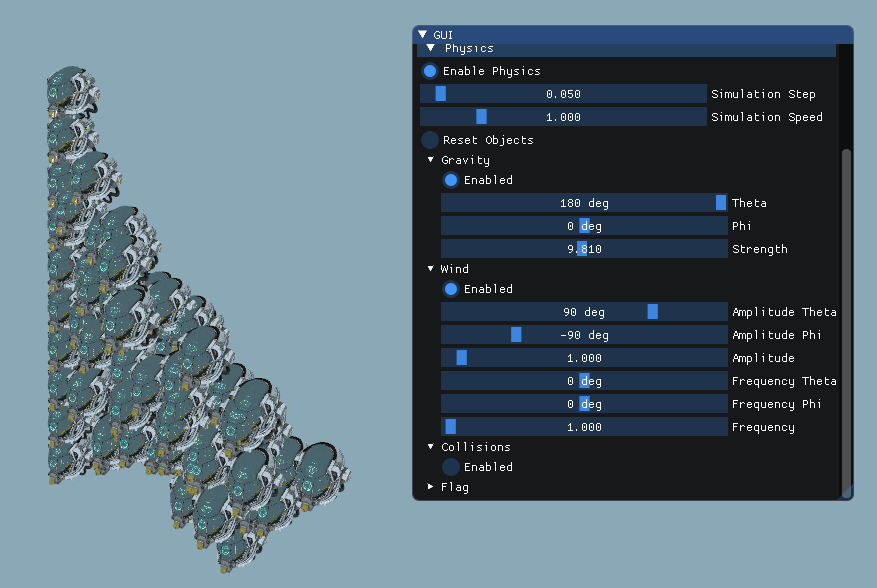 GUI
Physics
Enable Physics
0.050 Simulation Step
1.000 Simulation Speed
Reset Objects
Gravity
Enabled
180 deg Theta
0 deg Phi
9.810 Strength
Wind
Enabled
90 deg Amplitude Theta
-90 deg Amplitude Phi
1.000 Amplitude
0 deg Frequency Theta
0 deg Frequency Phi
1.000 Frequency
Collisions
Enabled
Flag